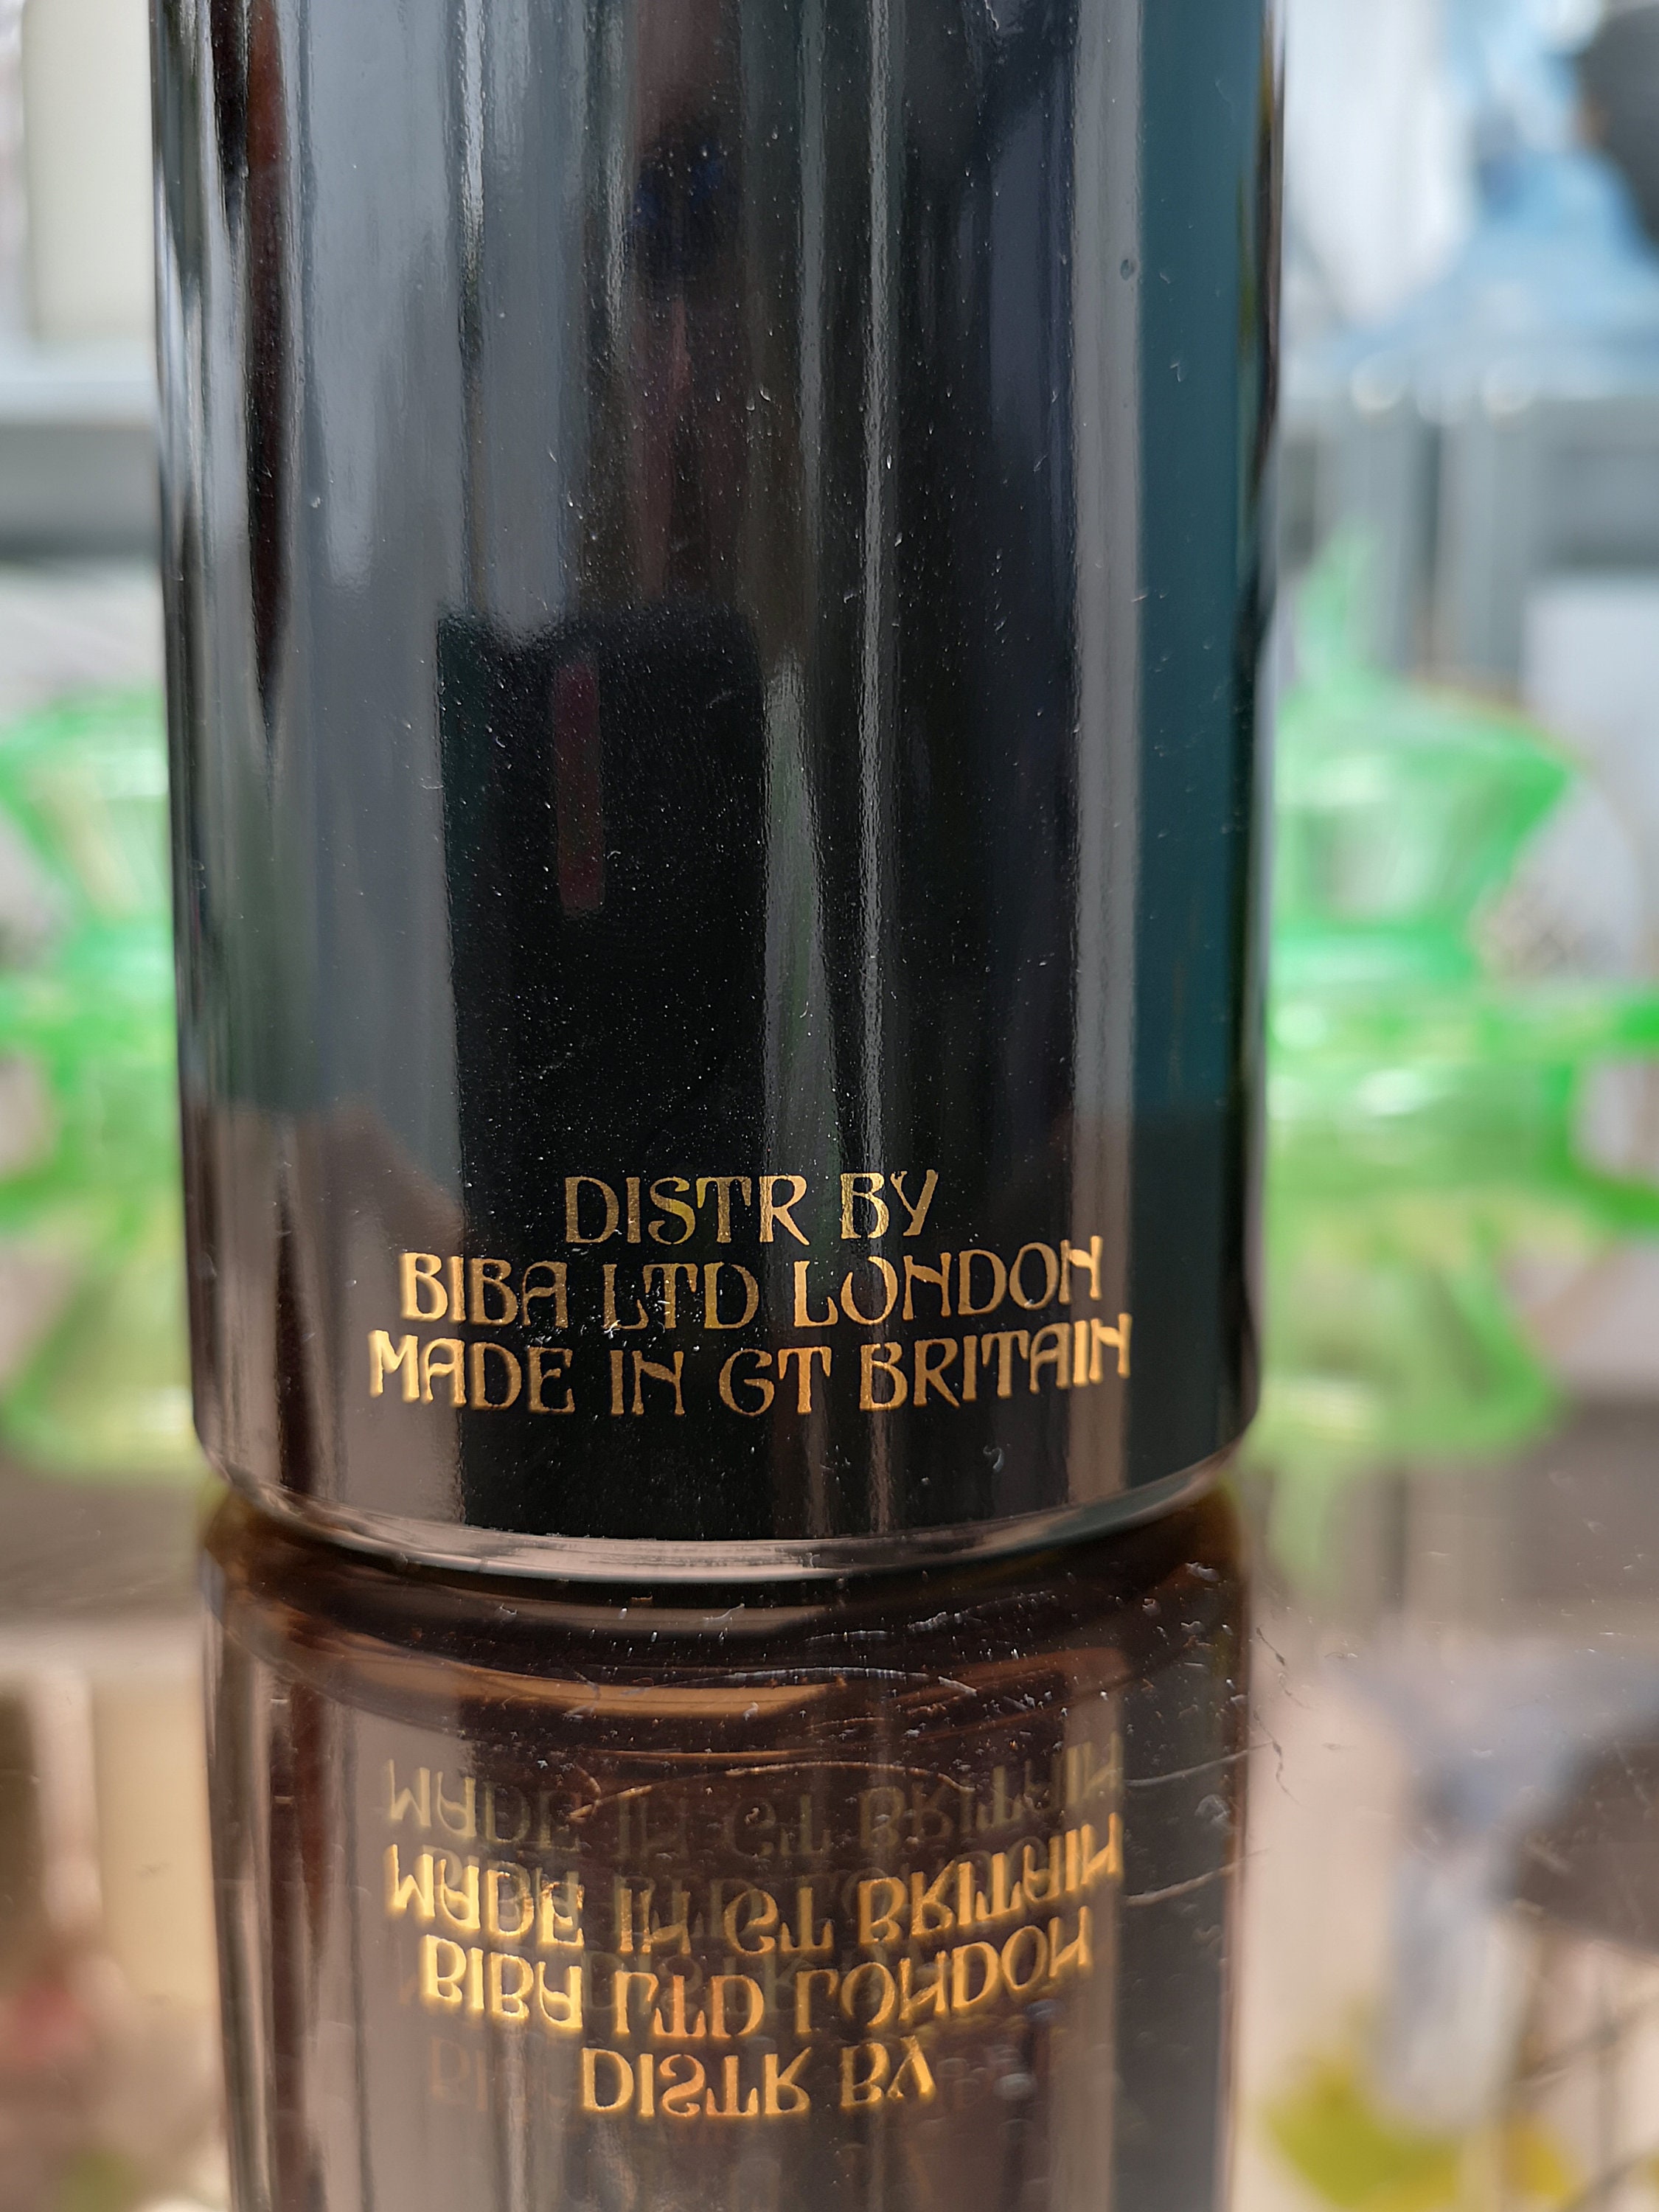 DISTR BY
BIBA LTD LONDON
MADE IN GT BRITAIN